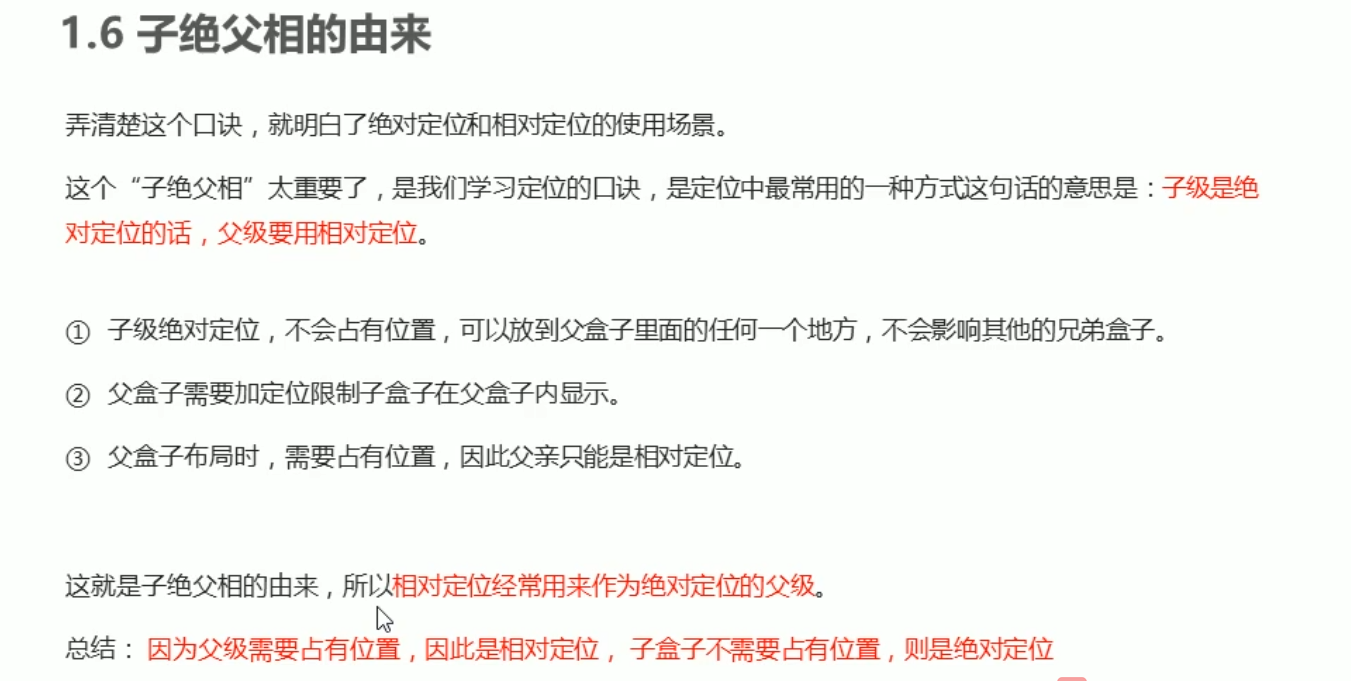 1.6 子绝父相的由来
弄清楚这个口诀，就明白了绝对定位和相对定位的使用场景。
这个“子绝父相”太重要了，是我们学习定位的口诀，是定位中最常用的一种方式这句话的意思是：子级是绝
对定位的话，父级要用相对定位。
① 子级绝对定位，不会占有位置，可以放到父盒子里面的任何一个地方，不会影响其他的兄弟盒子。
② 父盒子需要加定位限制子盒子在父盒子内显示。
③ 父盒子布局时，需要占有位置，因此父亲只能是相对定位。
这就是子绝父相的由来，所以相对定位经常用来作为绝对定位的父级。
总结： 因为父级需要占有位置，因此是相对定位， 子盒子不需要占有位置，则是绝对定位